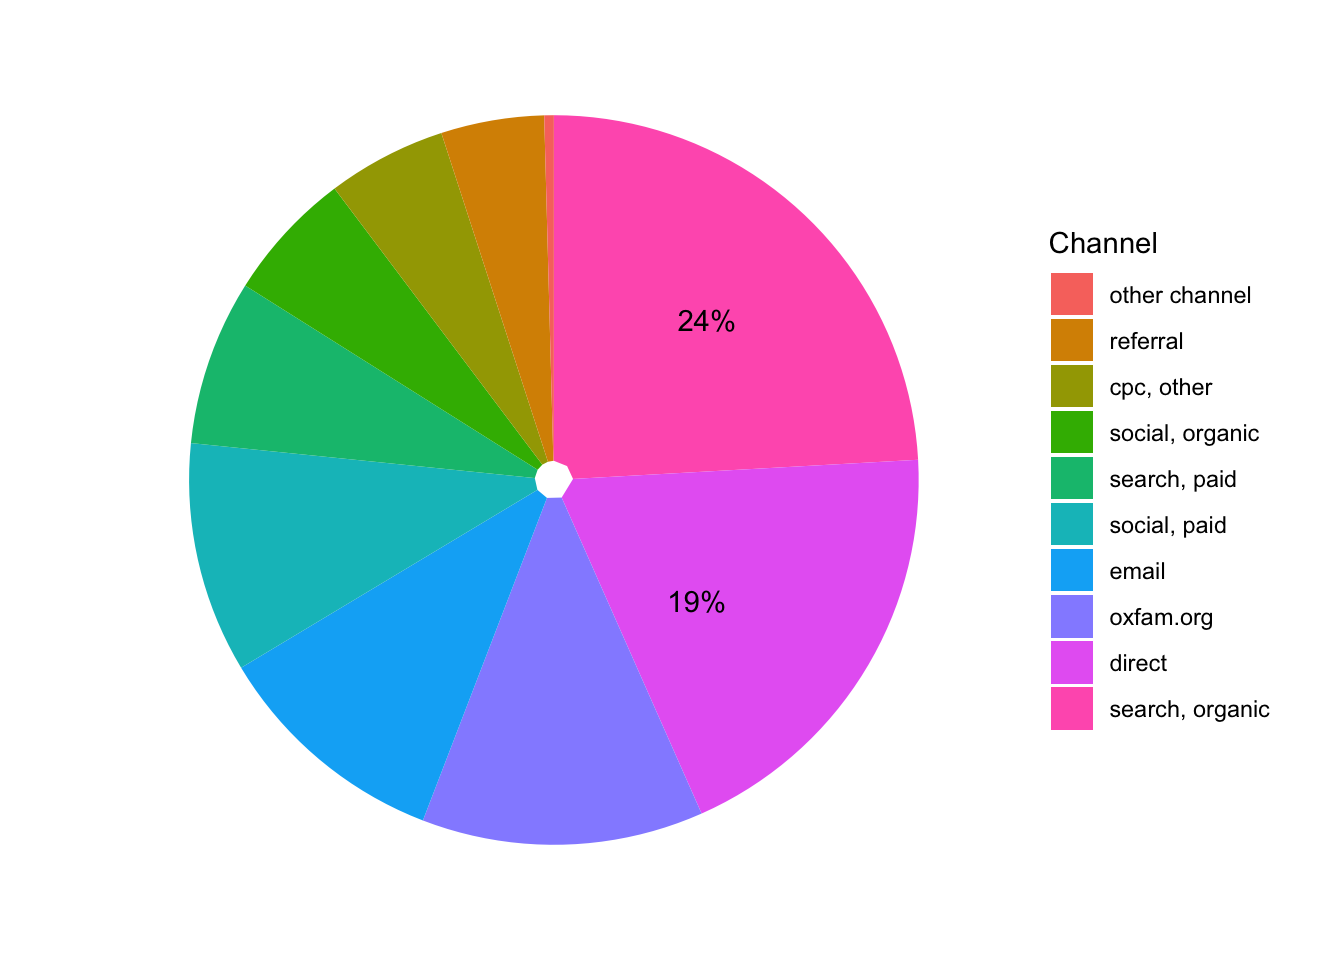 24%
19%
Channel
other channel
referral
cpc, other
social, organic
search, paid
social, paid
email
oxfam.org
direct
search, organic